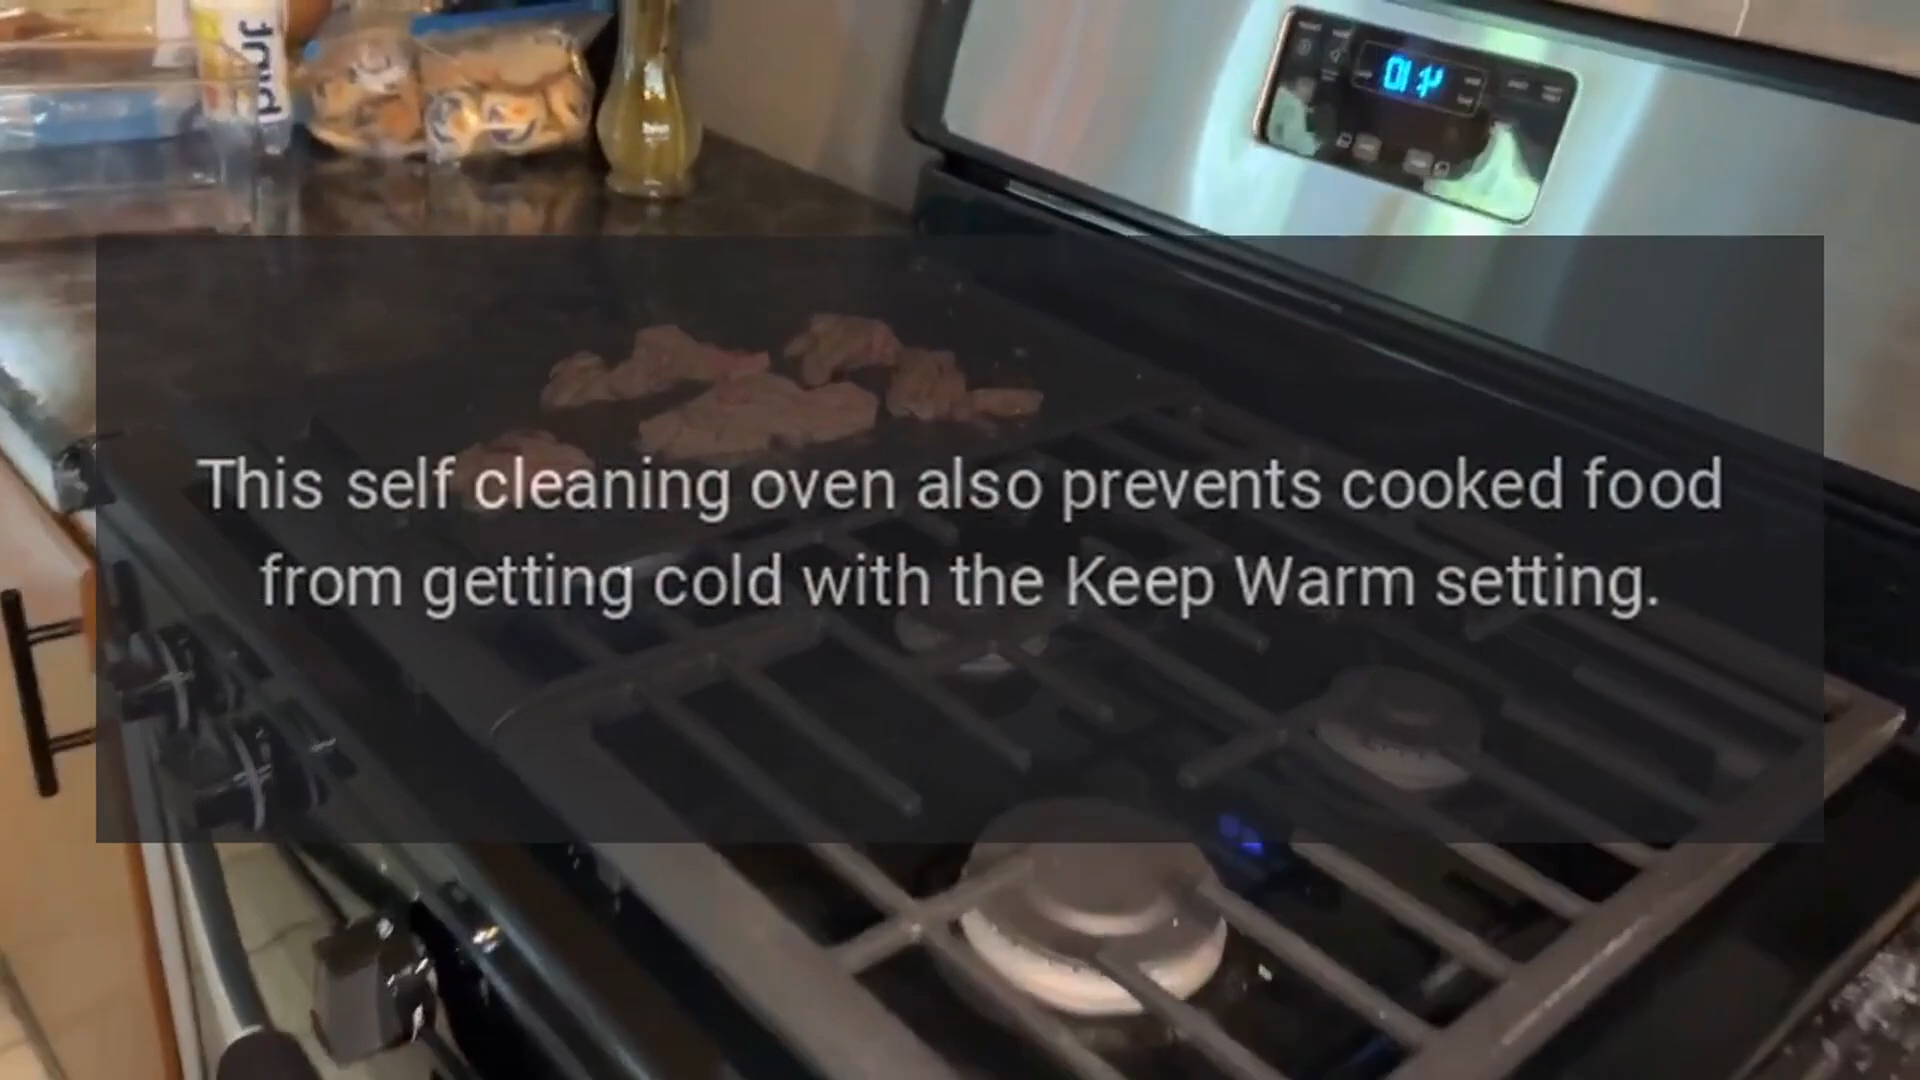 This self cleaning oven also prevents cooked food
from getting cold with the Keep Warm setting.